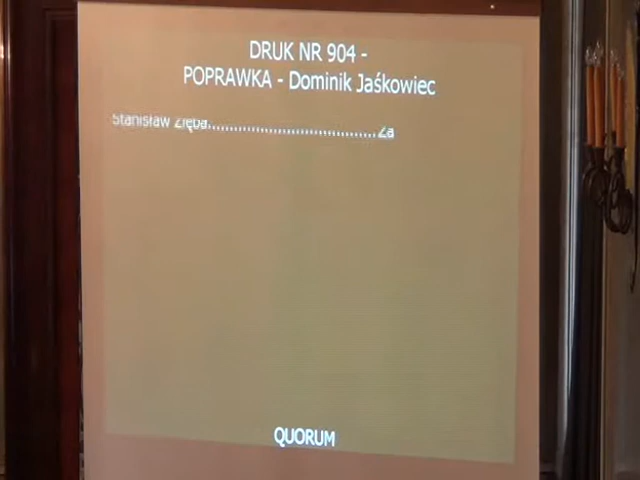 DRUK NR 904 -
POPRAWKA - Dominik Jaśkowiec
Stanisław Zięba.......................................Za
QUORUM